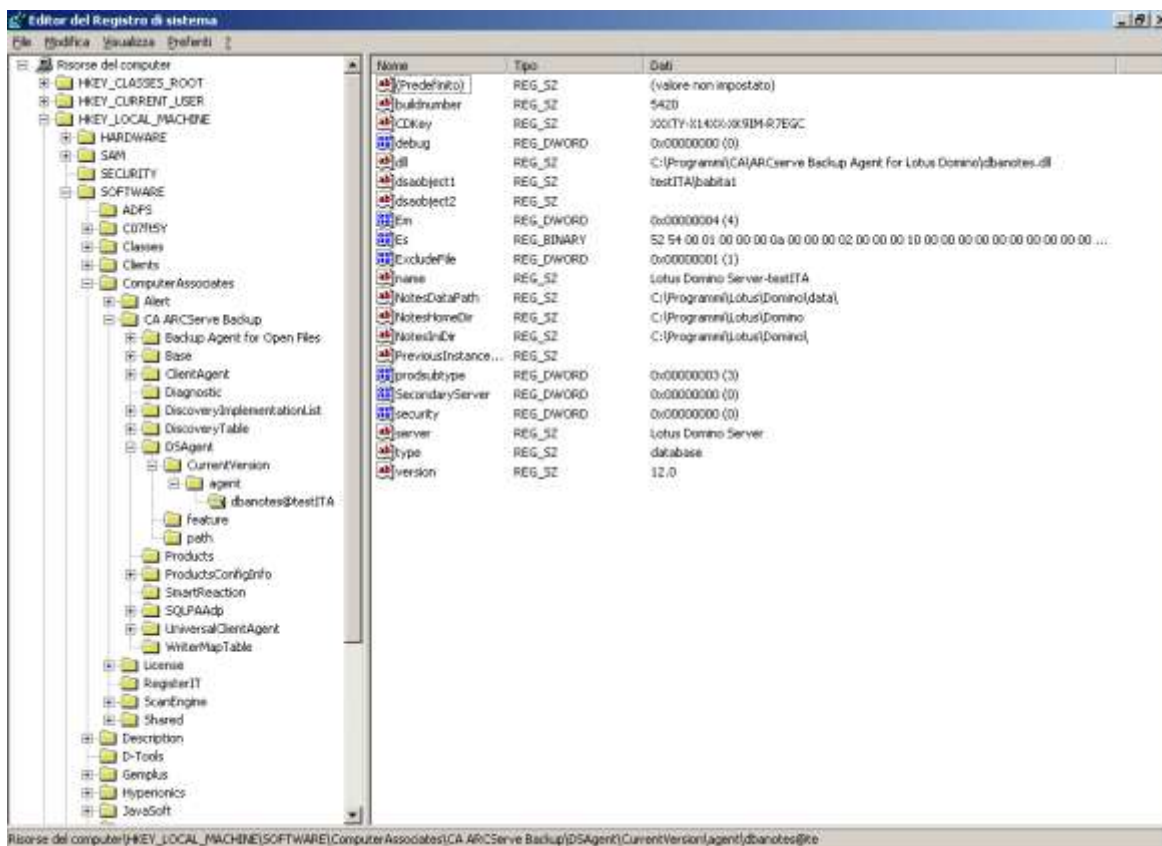 Editor del Registro di sistema
File Modifica Visualizza Preferiti ?
Risorse del computer
HKEY_CLASSES_ROOT
HKEY_CURRENT_USER
HKEY_LOCAL_MACHINE
HARDWARE
SAM
SECURITY
SOFTWARE
ADFS
Classes
Clients
ComputerAssociates
Alert
CA ARCServe Backup
Backup Agent for Open Files
Base
ClientAgent
Diagnostic
DiscoveryImplementationList
DiscoveryTable
DSAgent
CurrentVersion
agent
dbanotes@testITA
feature
path
Products
ProductsConfigInfo
SmartReaction
SQLPAAdp
UniversalClientAgent
WriterMapTable
License
RegisterIT
ScanEngine
Shared
Description
D-Tools
Gemplus
Hyperionics
JavaSoft
Nome Tipo Dati
(Predefinito) REG_SZ (valore non impostato)
buildnumber REG_SZ 5420
CDKey REG_SZ
debug REG_DWORD 0x00000000 (0)
dll REG_SZ C:\Programmi\CA\ARCserve Backup Agent for Lotus Domino\dbanotes.dll
dsaobject1 REG_SZ testITA\babita1
dsaobject2 REG_SZ
Em REG_DWORD 0x00000004 (4)
Es REG_BINARY 52 54 00 01 00 00 00 0a 00 00 00 02 00 00 00 10 00 00 00 00 00 00 00 00 00 00 00 ...
ExcludeFile REG_DWORD 0x00000001 (1)
name REG_SZ Lotus Domino Server-testITA
NotesDataPath REG_SZ C:\Programmi\Lotus\Domino\data\
NotesHomeDir REG_SZ C:\Programmi\Lotus\Domino
NotesIniDir REG_SZ C:\Programmi\Lotus\Domino\
PreviousInstance... REG_SZ
prodsubtype REG_DWORD 0x00000003 (3)
SecondaryServer REG_DWORD 0x00000000 (0)
security REG_DWORD 0x00000000 (0)
server REG_SZ Lotus Domino Server
type REG_SZ database
version REG_SZ 12.0
Risorse del computer\HKEY_LOCAL_MACHINE\SOFTWARE\ComputerAssociates\CA ARCServe Backup\DSAgent\CurrentVersion\agent\dbanotes@te